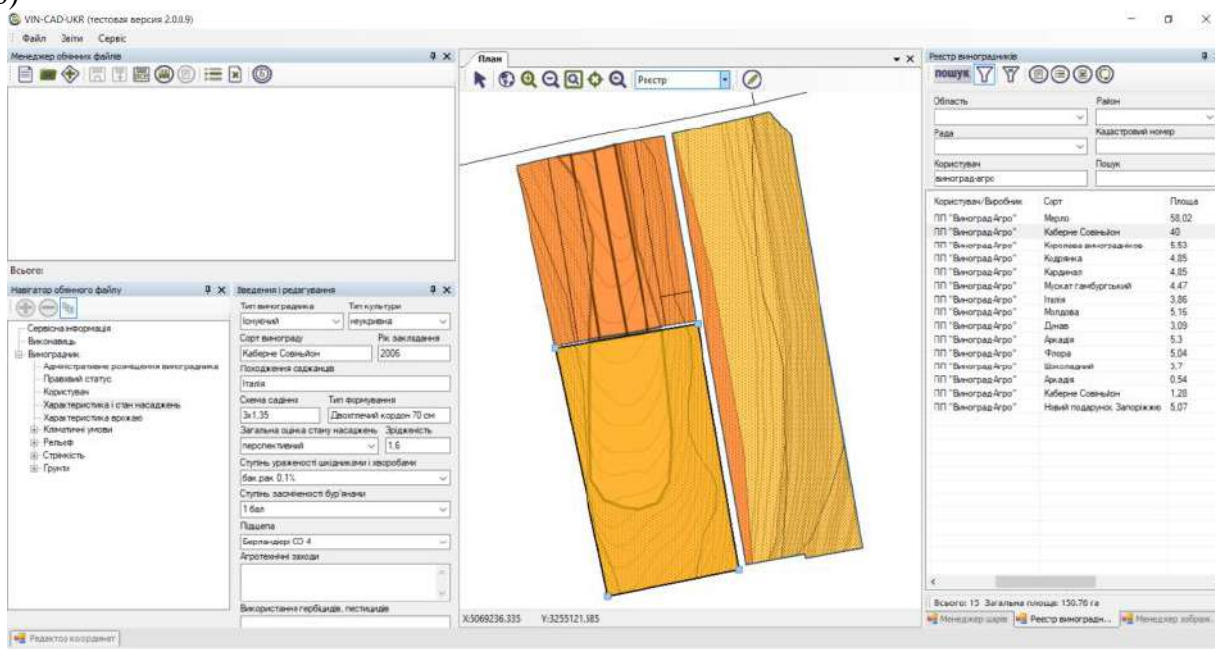 VIN-CAD-UKR (тестовая версия 2.0.0.9)
Файл Звіти Сервіс
Менеджер обмінних файлів
Всього:
Навігатор обмінного файлу
Сервісна інформація
Виконавець
Виноградник
Адміністративне розміщення виноградника
Правовий статус
Користувач
Характеристика і стан насаджень
Характеристика врожаю
Кліматичні умови
Рельєф
Стрімкість
Грунти
Введення і редагування
Тип виноградника Тип культури
Існуючий неукривна
Сорт винограду Рік закладання
Каберне Совіньйон 2006
Походження саджанців
Італія
Схема садіння Тип формування
3x1,35 Двохплечий кордон 70 см
Загальна оцінка стану насаджень Зрідженість
перспективний 1.6
Ступінь ураженості шкідниками і хворобами
бак.рак 0,1%
Ступінь засміченості бур'янами
1 бал
Підщепа
Берландієрі СО 4
Агротехнічні заходи
Використання гербіцидів, пестицидів
План
Реєстр
X:5069236.335 Y:3255121.385
Реєстр виноградників
пошук
Область Район
Рада Кадастровий номер
Користувач Пошук
виноград-агро
Користувач/Виробник Сорт Площа
ПП "Виноград-Агро" Мерло 58,02
ПП "Виноград-Агро" Каберне Совіньйон 40
ПП "Виноград-Агро" Королева виноградников 5,53
ПП "Виноград-Агро" Кодрянка 4,85
ПП "Виноград-Агро" Кардинал 4,85
ПП "Виноград-Агро" Мускат гамбургський 4,47
ПП "Виноград-Агро" Італія 3,86
ПП "Виноград-Агро" Молдова 5,16
ПП "Виноград-Агро" Дунав 3,09
ПП "Виноград-Агро" Аркадія 5,3
ПП "Виноград-Агро" Флора 5,04
ПП "Виноград-Агро" Шоколадний 3,7
ПП "Виноград-Агро" Аркадія 0,54
ПП "Виноград-Агро" Каберне Совіньйон 1,28
ПП "Виноград-Агро" Новий подарунок Запоріжжю 5,07
Всього: 15 Загальна площа: 150.76 га
Менеджер шарів Реєстр виноградн... Менеджер зображ...
Редактор координат